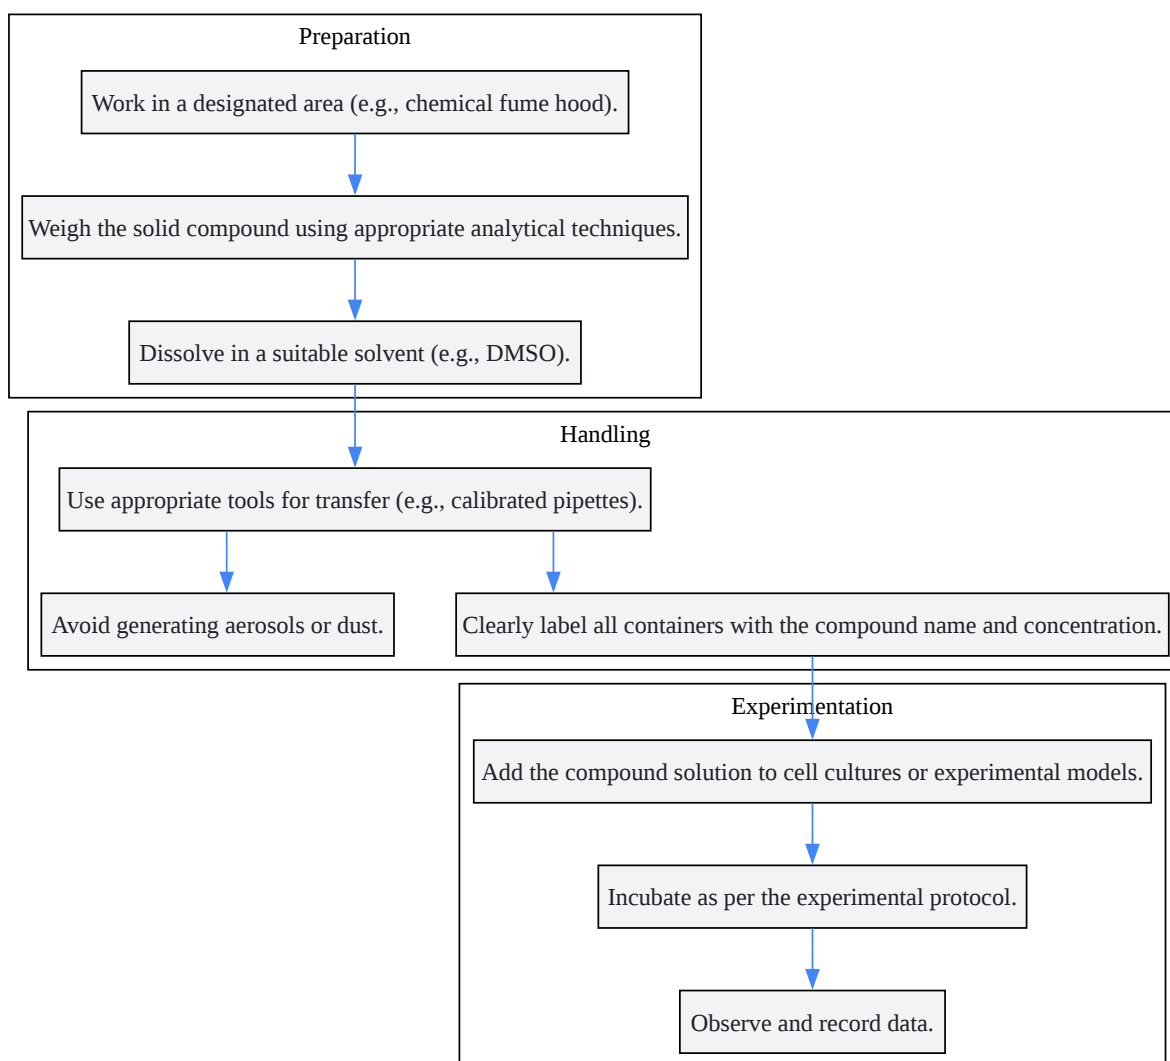 Preparation
Work in a designated area (e.g., chemical fume hood).
Weigh the solid compound using appropriate analytical techniques.
Dissolve in a suitable solvent (e.g., DMSO).
Handling
Use appropriate tools for transfer (e.g., calibrated pipettes).
Avoid generating aerosols or dust.
Clearly label all containers with the compound name and concentration.
Experimentation
Add the compound solution to cell cultures or experimental models.
Incubate as per the experimental protocol.
Observe and record data.